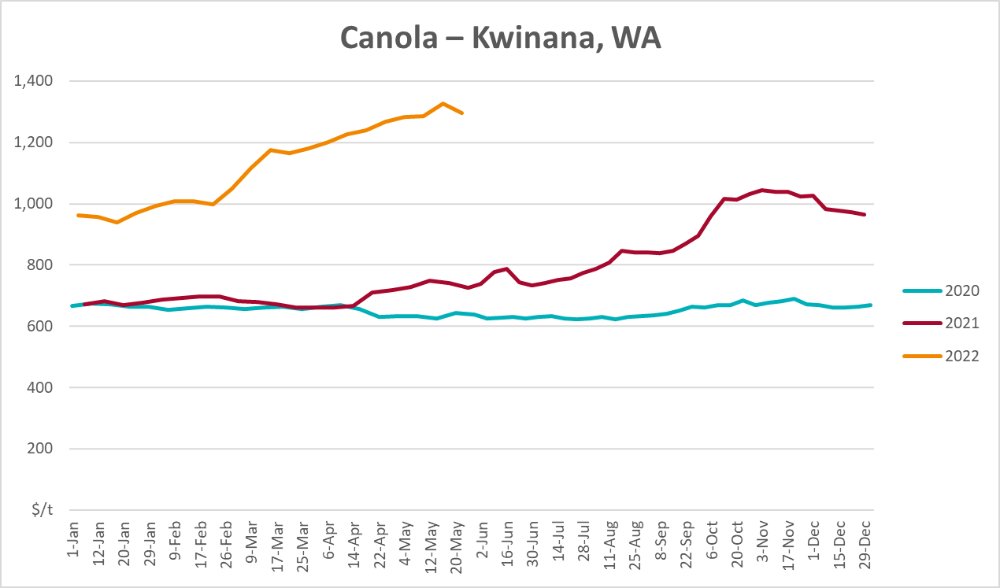 Canola – Kwinana, WA
1,400
1,200
1,000
800
600
400
200
$/t
1-Jan
12-Jan
20-Jan
29-Jan
9-Feb
17-Feb
26-Feb
9-Mar
17-Mar
25-Mar
6-Apr
14-Apr
22-Apr
4-May
12-May
20-May
2-Jun
16-Jun
30-Jun
14-Jul
28-Jul
11-Aug
25-Aug
8-Sep
22-Sep
6-Oct
20-Oct
3-Nov
17-Nov
1-Dec
15-Dec
29-Dec
2020
2021
2022